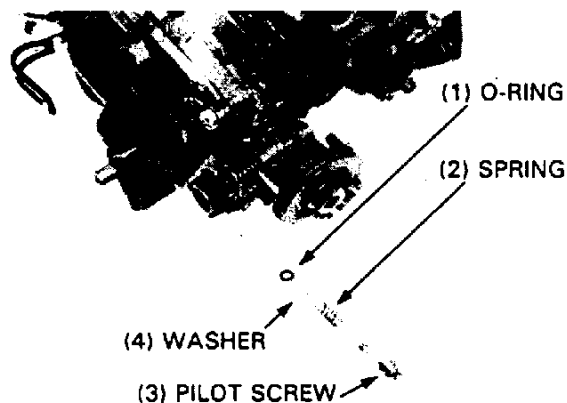 (1) O-RING
(2) SPRING
(4) WASHER
(3) PILOT SCREW